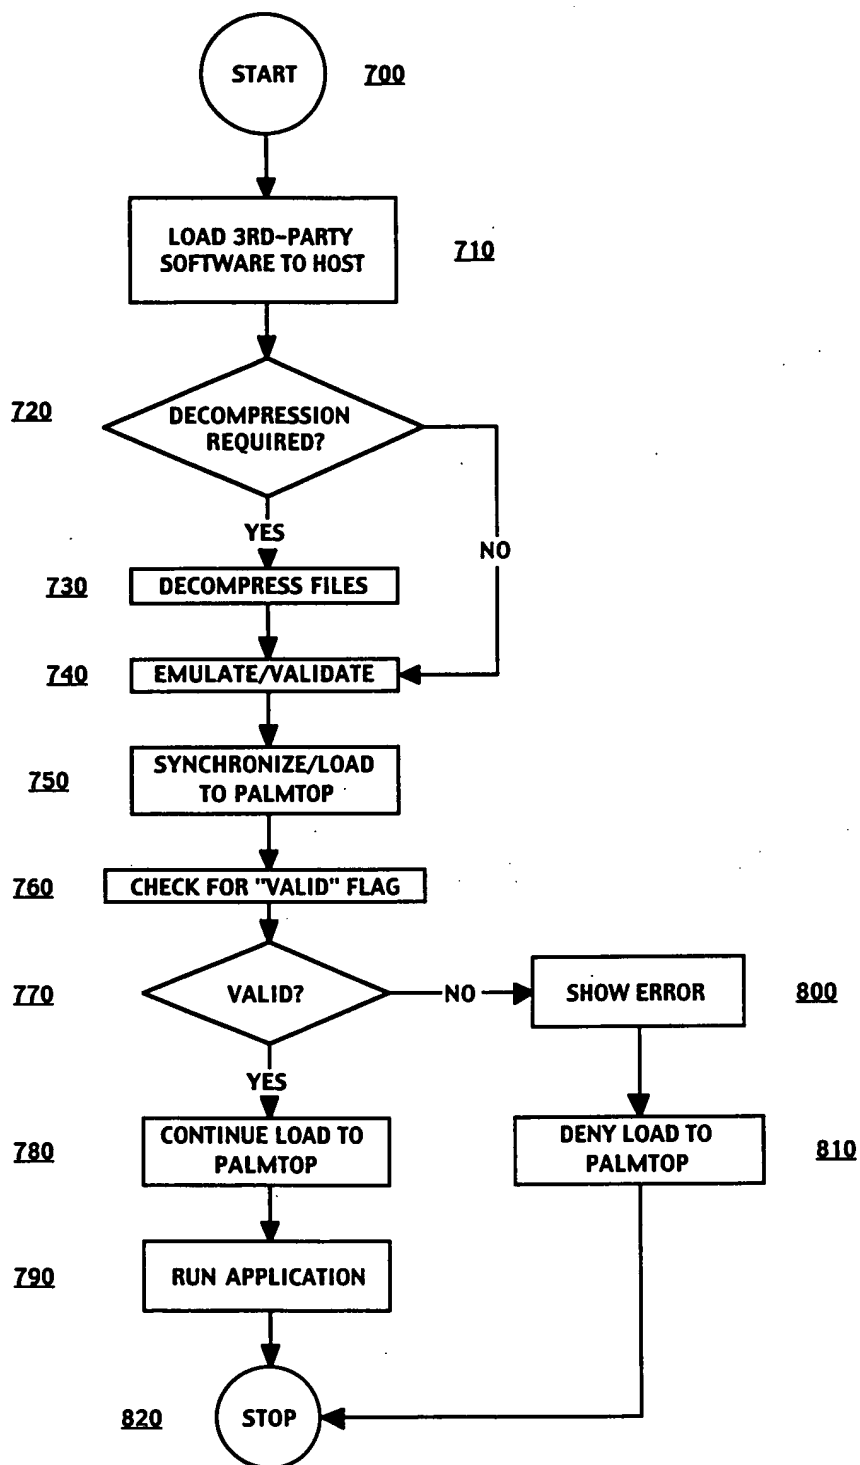 START
700
LOAD 3RD-PARTY
SOFTWARE TO HOST
710
720
DECOMPRESSION
REQUIRED?
YES
NO
730
DECOMPRESS FILES
740
EMULATE/VALIDATE
750
SYNCHRONIZE/LOAD
TO PALMTOP
760
CHECK FOR "VALID" FLAG
770
VALID?
NO
SHOW ERROR
800
YES
780
CONTINUE LOAD TO
PALMTOP
DENY LOAD TO
PALMTOP
810
790
RUN APPLICATION
820
STOP